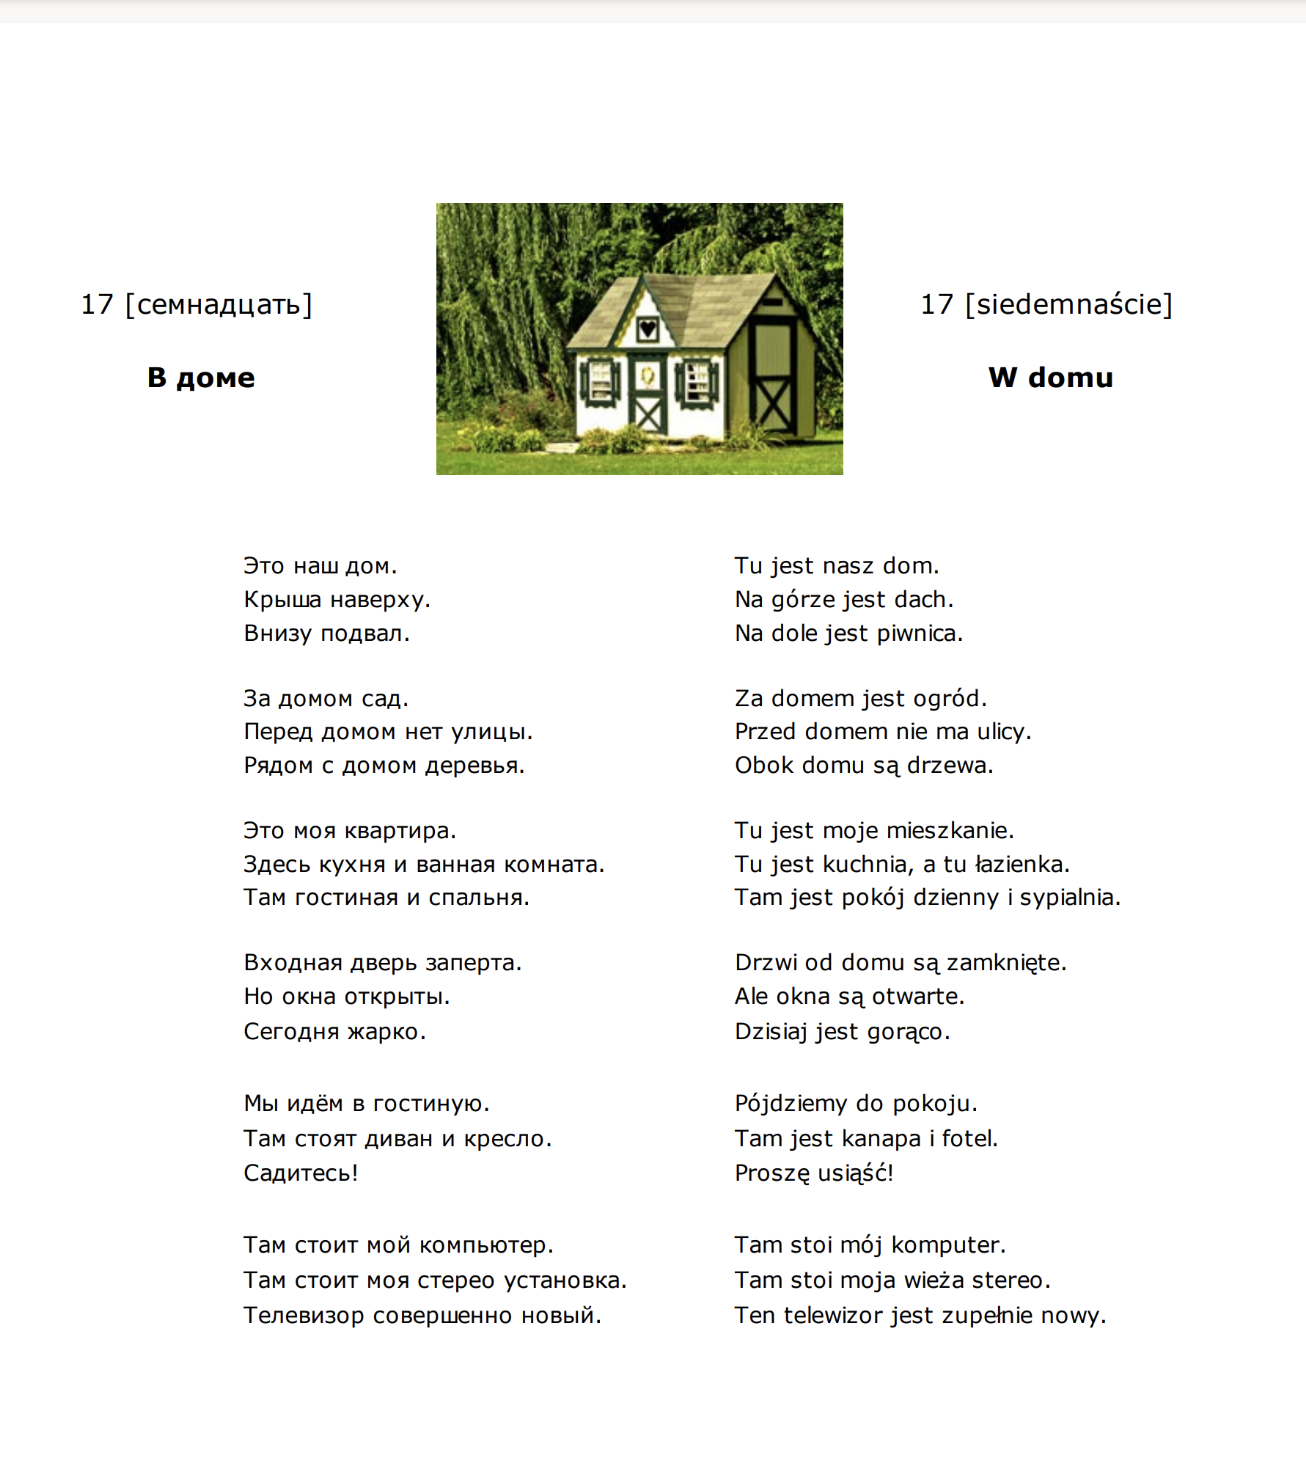 17 [семнадцать]
В доме
17 [siedemnaście]
W domu
Это наш дом.
Крыша наверху.
Внизу подвал.
Tu jest nasz dom.
Na górze jest dach.
Na dole jest piwnica.
За домом сад.
Перед домом нет улицы.
Рядом с домом деревья.
Za domem jest ogród.
Przed domem nie ma ulicy.
Obok domu są drzewa.
Это моя квартира.
Здесь кухня и ванная комната.
Там гостиная и спальня.
Tu jest moje mieszkanie.
Tu jest kuchnia, a tu łazienka.
Tam jest pokój dzienny i sypialnia.
Входная дверь заперта.
Но окна открыты.
Сегодня жарко.
Drzwi od domu są zamknięte.
Ale okna są otwarte.
Dzisiaj jest gorąco.
Мы идём в гостиную.
Там стоят диван и кресло.
Садитесь!
Pójdziemy do pokoju.
Tam jest kanapa i fotel.
Proszę usiąść!
Там стоит мой компьютер.
Там стоит моя стерео установка.
Телевизор совершенно новый.
Tam stoi mój komputer.
Tam stoi moja wieża stereo.
Ten telewizor jest zupełnie nowy.